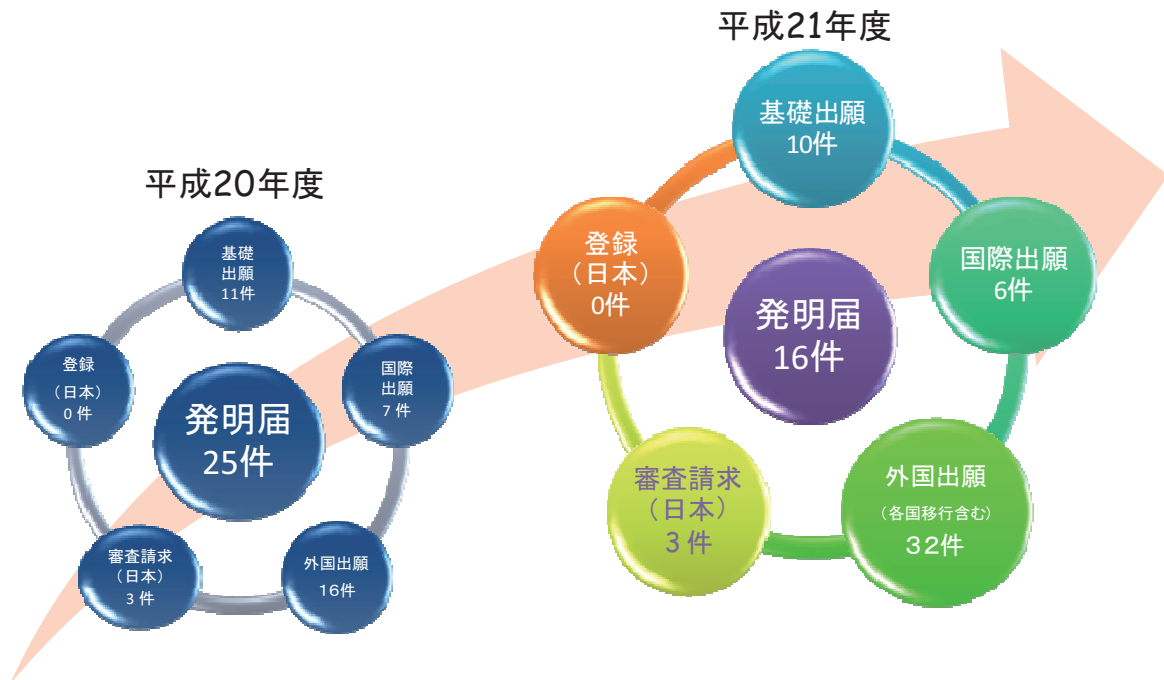 平成20年度
基礎
出願
11件
国際
出願
7 件
外国出願
16件
審査請求
（日本）
3 件
登録
（日本）
0 件
発明届
25件
平成21年度
基礎出願
10件
国際出願
6件
外国出願
（各国移行含む）
３２件
審査請求
（日本）
３ 件
登録
（日本）
0件
発明届
16件